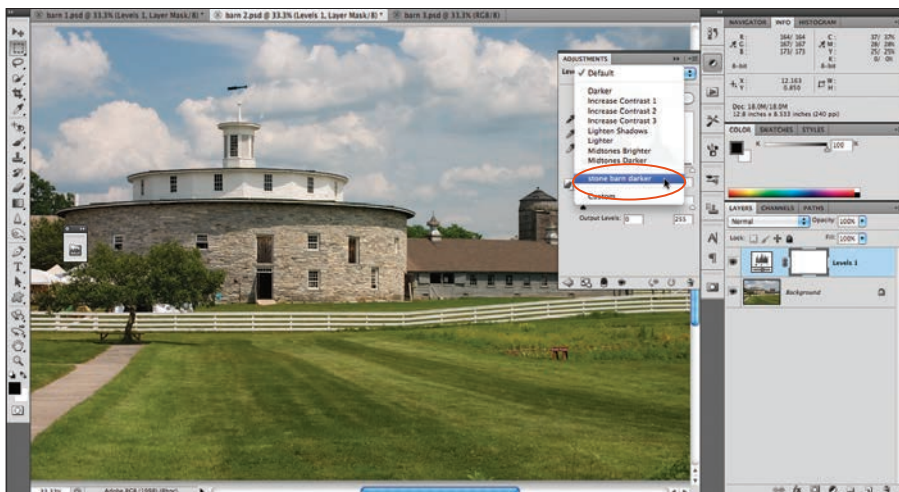 barn 1.psd @ 33.3% (Levels 1, Layer Mask/8) *
barn 2.psd @ 33.3% (Levels 1, Layer Mask/8) *
barn 3.psd @ 33.3% (RGB/8)
ADJUSTMENTS
Default
Darker
Increase Contrast 1
Increase Contrast 2
Increase Contrast 3
Lighten Shadows
Lighter
Midtones Brighter
Midtones Darker
stone barn darker
Custom
Output Levels: 0 255
NAVIGATOR INFO HISTOGRAM
R: 164/ 164 C: 37/ 37%
G: 167/ 167 M: 28/ 28%
B: 173/ 173 Y: 25/ 25%
K: 0/ 0%
8-bit 8-bit
X: 12.163 W:
Y: 0.850 H:
Doc: 18.0M/18.0M
12.8 inches x 8.533 inches (240 ppi)
COLOR SWATCHES STYLES
K 100 %
LAYERS CHANNELS PATHS
Normal Opacity: 100%
Lock: Fill: 100%
Levels 1
Background
33.33% Adobe RGB (1998) (8bpc)